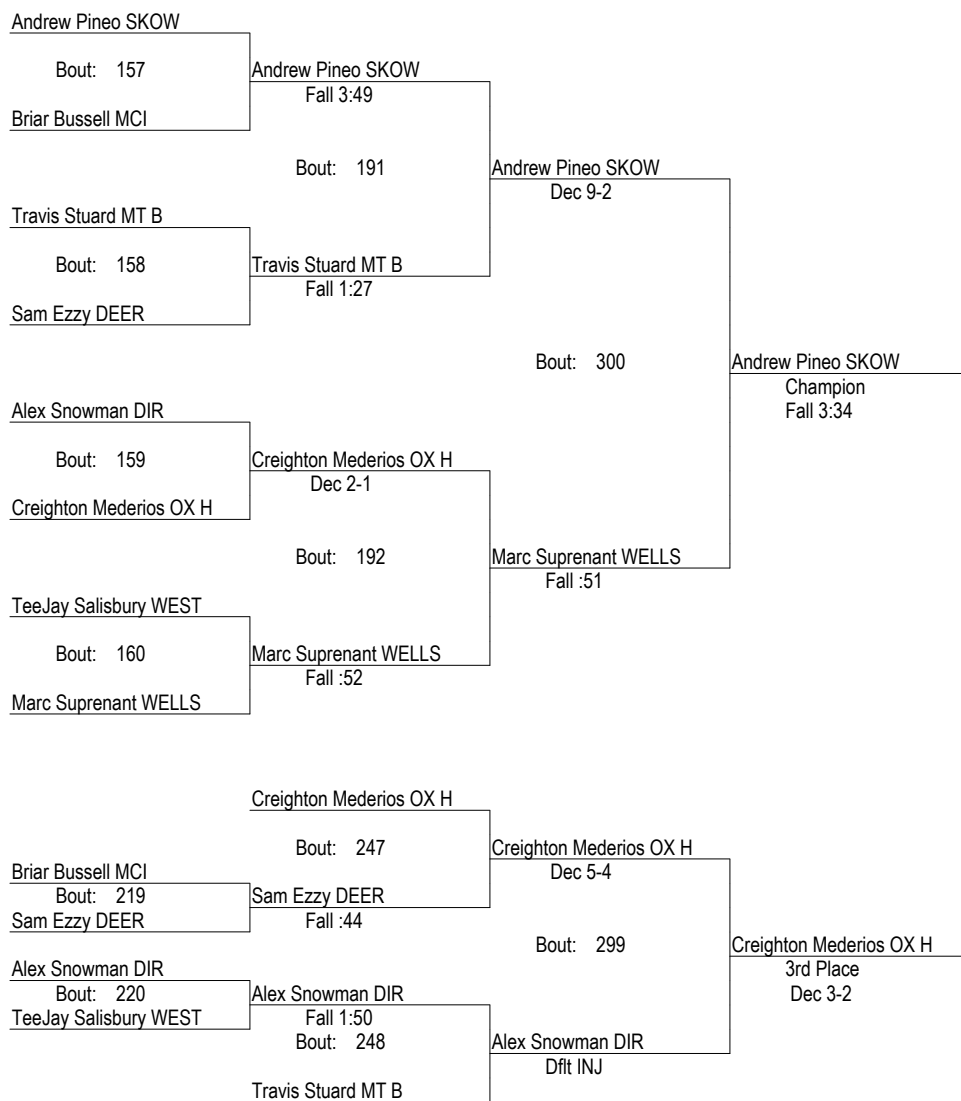 Andrew Pineo SKOW
Bout: 157
Andrew Pineo SKOW
Fall 3:49
Briar Bussell MCI
Bout: 191
Andrew Pineo SKOW
Dec 9-2
Travis Stuard MT B
Bout: 158
Travis Stuard MT B
Fall 1:27
Sam Ezzy DEER
Bout: 300
Andrew Pineo SKOW
Champion
Fall 3:34
Alex Snowman DIR
Bout: 159
Creighton Mederios OX H
Dec 2-1
Creighton Mederios OX H
Bout: 192
Marc Suprenant WELLS
Fall :51
TeeJay Salisbury WEST
Bout: 160
Marc Suprenant WELLS
Fall :52
Marc Suprenant WELLS
Creighton Mederios OX H
Bout: 247
Creighton Mederios OX H
Dec 5-4
Briar Bussell MCI
Bout: 219
Sam Ezzy DEER
Sam Ezzy DEER
Fall :44
Bout: 299
Creighton Mederios OX H
3rd Place
Dec 3-2
Alex Snowman DIR
Bout: 220
Alex Snowman DIR
TeeJay Salisbury WEST
Fall 1:50
Bout: 248
Alex Snowman DIR
Dflt INJ
Travis Stuard MT B